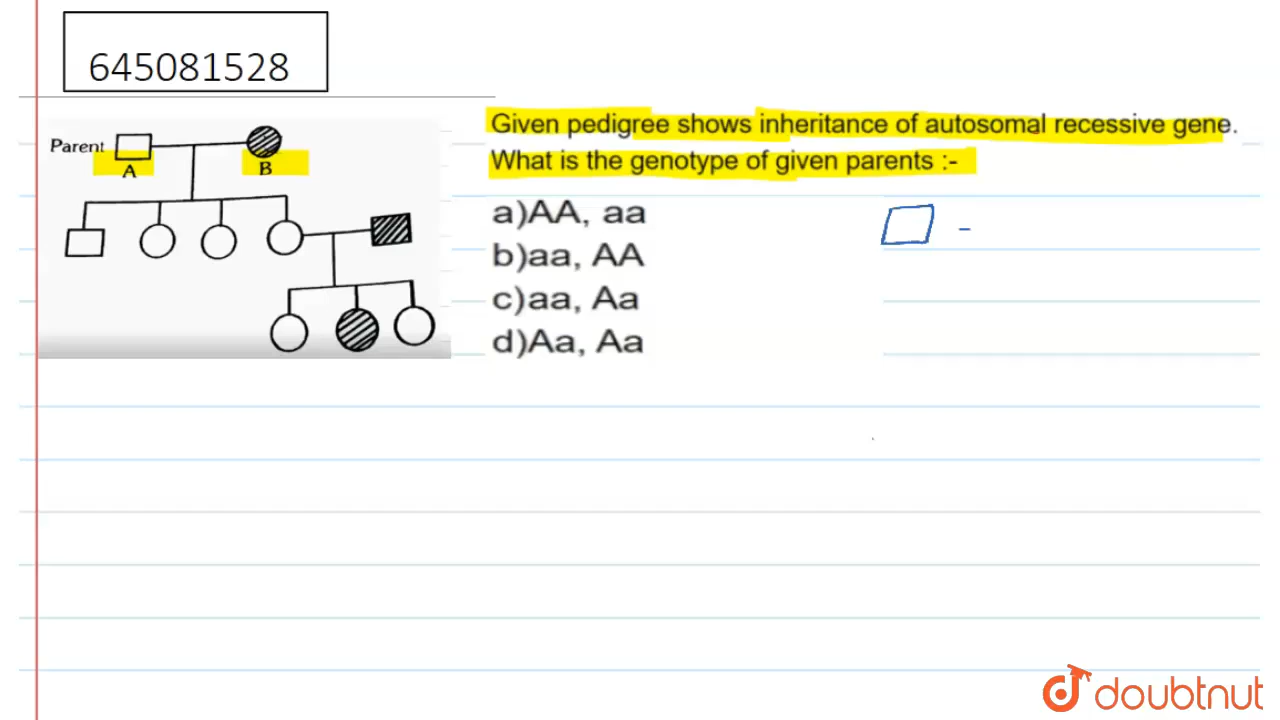 645081528
Parent
A
B
Given pedigree shows inheritance of autosomal recessive gene.
What is the genotype of given parents :-
a)AA, aa
b)aa, AA
c)aa, Aa
d)Aa, Aa
-
doubtnut